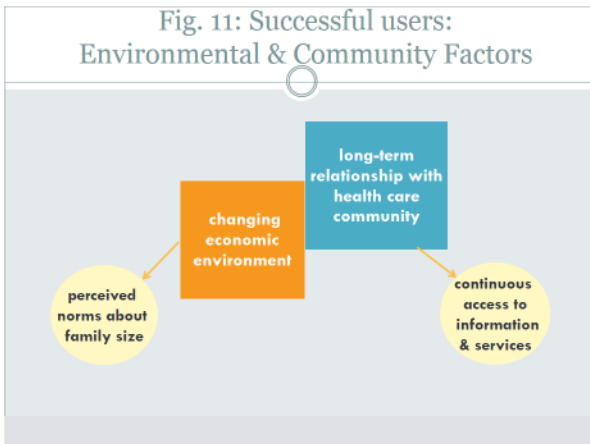 Fig. 11: Successful users:
Environmental & Community Factors
long-term
relationship with
health care
community
changing
economic
environment
perceived
norms about
family size
continuous
access to
information
& services